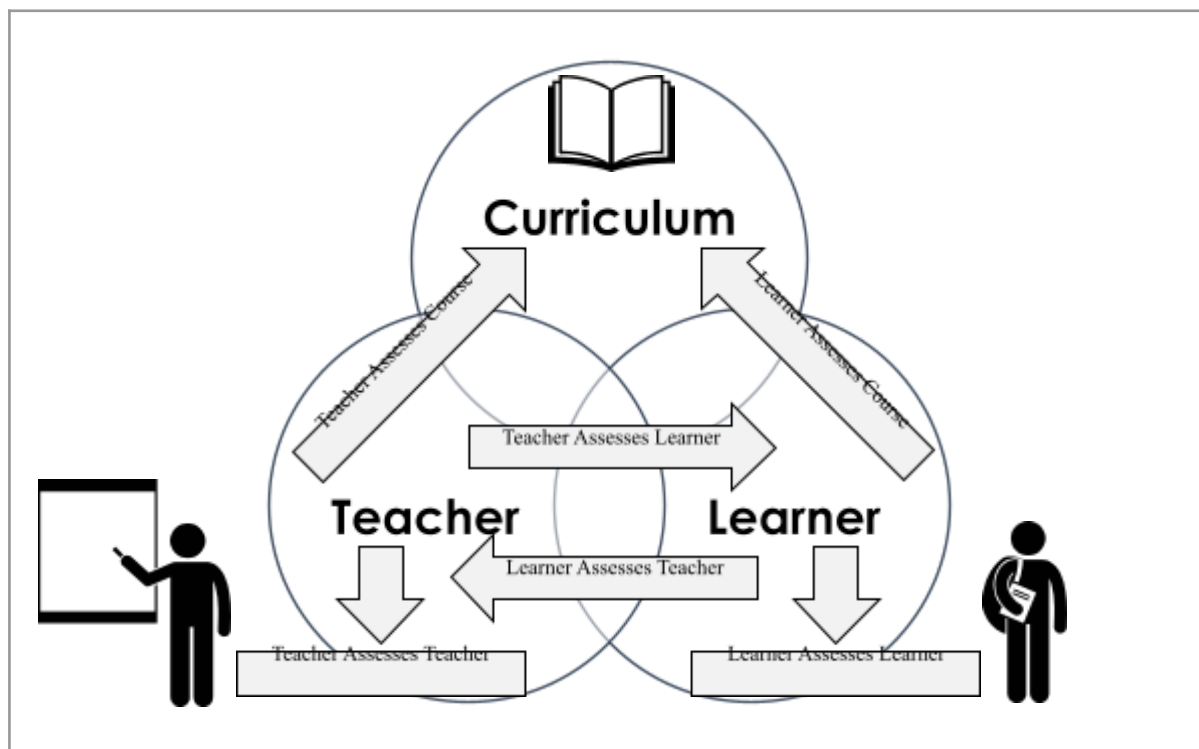 Curriculum
Teacher Assesses Course
Learner Assesses Course
Teacher Assesses Learner
Teacher
Learner
Learner Assesses Teacher
Teacher Assesses Teacher
Learner Assesses Learner